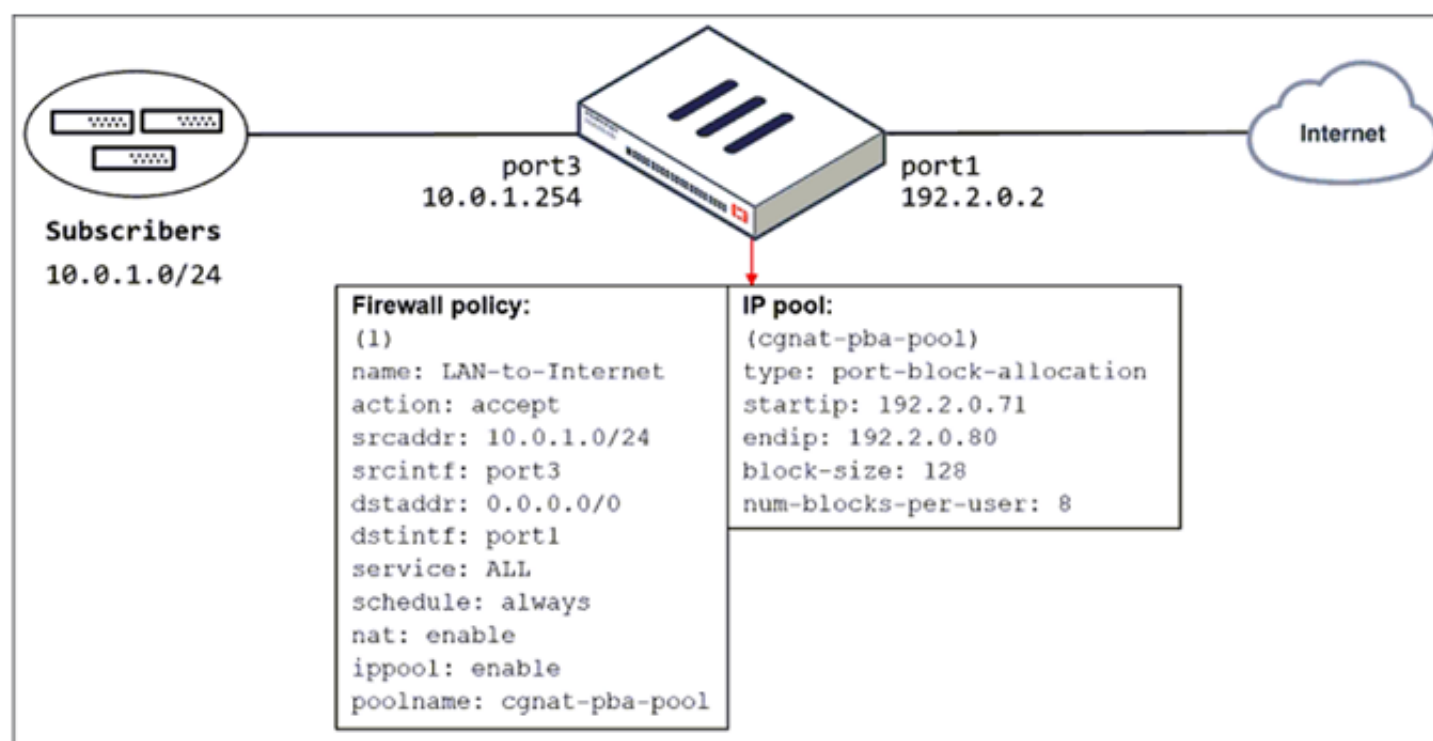 Internet
port3
10.0.1.254
port1
192.2.0.2
Subscribers
10.0.1.0/24
Firewall policy:
(1)
name: LAN-to-Internet
action: accept
srcaddr: 10.0.1.0/24
srcintf: port3
dstaddr: 0.0.0.0/0
dstintf: port1
service: ALL
schedule: always
nat: enable
ippool: enable
poolname: cgnat-pba-pool
IP pool:
(cgnat-pba-pool)
type: port-block-allocation
startip: 192.2.0.71
endip: 192.2.0.80
block-size: 128
num-blocks-per-user: 8